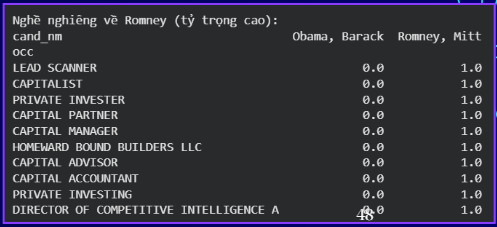 Nghề nghiêng về Romney (tỷ trọng cao):
cand_nm Obama, Barack Romney, Mitt
occ
LEAD SCANNER 0.0 1.0
CAPITALIST 0.0 1.0
PRIVATE INVESTER 0.0 1.0
CAPITAL PARTNER 0.0 1.0
CAPITAL MANAGER 0.0 1.0
HOMEWARD BOUND BUILDERS LLC 0.0 1.0
CAPITAL ADVISOR 0.0 1.0
CAPITAL ACCOUNTANT 0.0 1.0
PRIVATE INVESTING 0.0 1.0
DIRECTOR OF COMPETITIVE INTELLIGENCE A 0.0 1.0
48